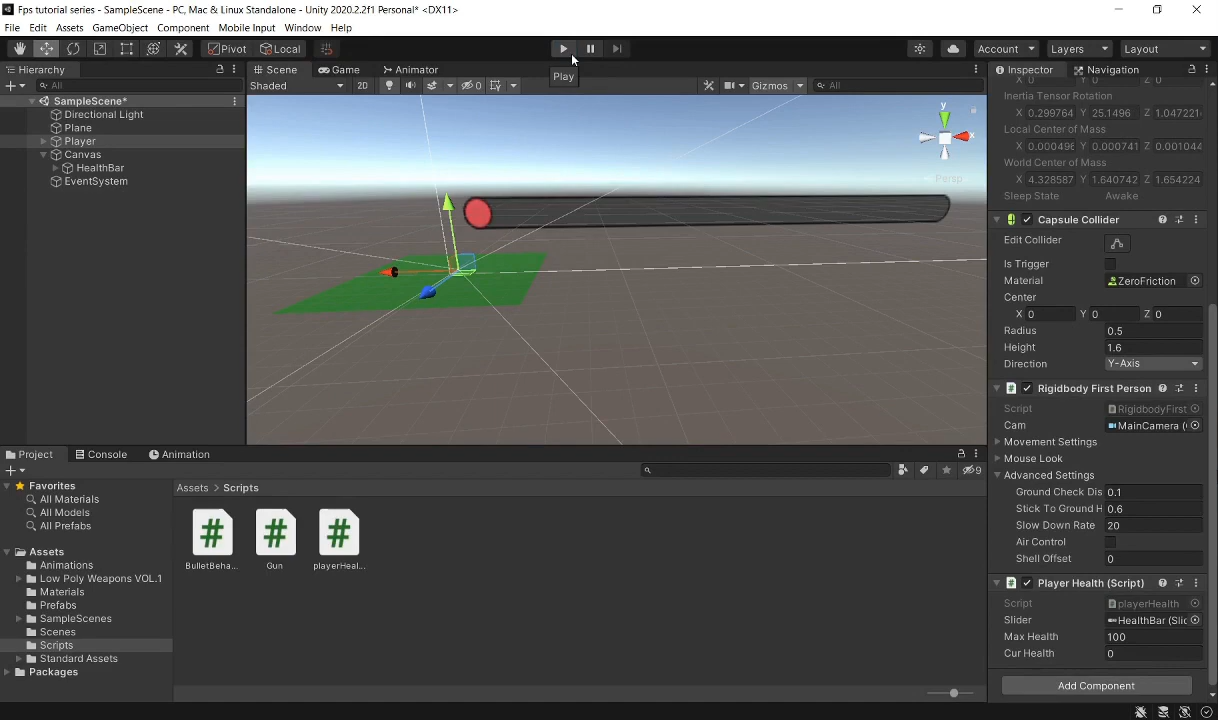 Fps tutorial series - SampleScene - PC, Mac & Linux Standalone - Unity 2020.2.2f1 Personal* <DX11>
File Edit Assets GameObject Component Mobile Input Window Help
Pivot Local Account Layers Layout
Play
Hierarchy
All
SampleScene*
Directional Light
Plane
Player
Canvas
HealthBar
EventSystem
Scene Game Animator
Shaded 2D 0 Gizmos All
y
x
Persp
Inspector Navigation
Inertia Tensor Rotation
X 0.299764 Y 25.1496 Z 1.047221
Local Center of Mass
X 0.000496 Y 0.000741 Z 0.001044
World Center of Mass
X 4.328587 Y 1.640742 Z 1.654224
Sleep State Awake
Capsule Collider
Edit Collider
Is Trigger
Material ZeroFriction
Center
X 0 Y 0 Z 0
Radius 0.5
Height 1.6
Direction Y-Axis
Rigidbody First Person
Script RigidbodyFirst
Cam MainCamera (
Movement Settings
Mouse Look
Advanced Settings
Ground Check Dis 0.1
Stick To Ground H 0.6
Slow Down Rate 20
Air Control
Shell Offset 0
Player Health (Script)
Script playerHealth
Slider HealthBar (Slic
Max Health 100
Cur Health 0
Add Component
Project Console Animation
9
Favorites
All Materials
All Models
All Prefabs
Assets
Animations
Low Poly Weapons VOL.1
Materials
Prefabs
SampleScenes
Scenes
Scripts
Standard Assets
Packages
Assets > Scripts
BulletBeha... Gun playerHeal...